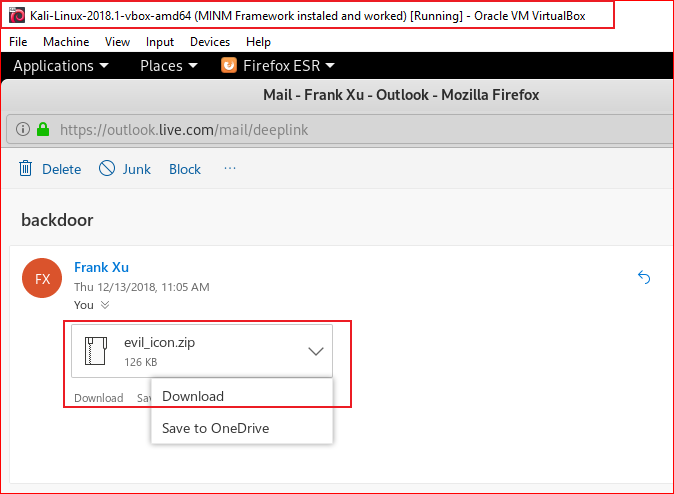 Kali-Linux-2018.1-vbox-amd64 (MINM Framework instaled and worked) [Running] - Oracle VM VirtualBox
File Machine View Input Devices Help
Applications Places Firefox ESR
Mail - Frank Xu - Outlook - Mozilla Firefox
https://outlook.live.com/mail/deeplink
Delete Junk Block ...
backdoor
FX
Frank Xu
Thu 12/13/2018, 11:05 AM
You
evil_icon.zip
126 KB
Download Sav
Download
Save to OneDrive